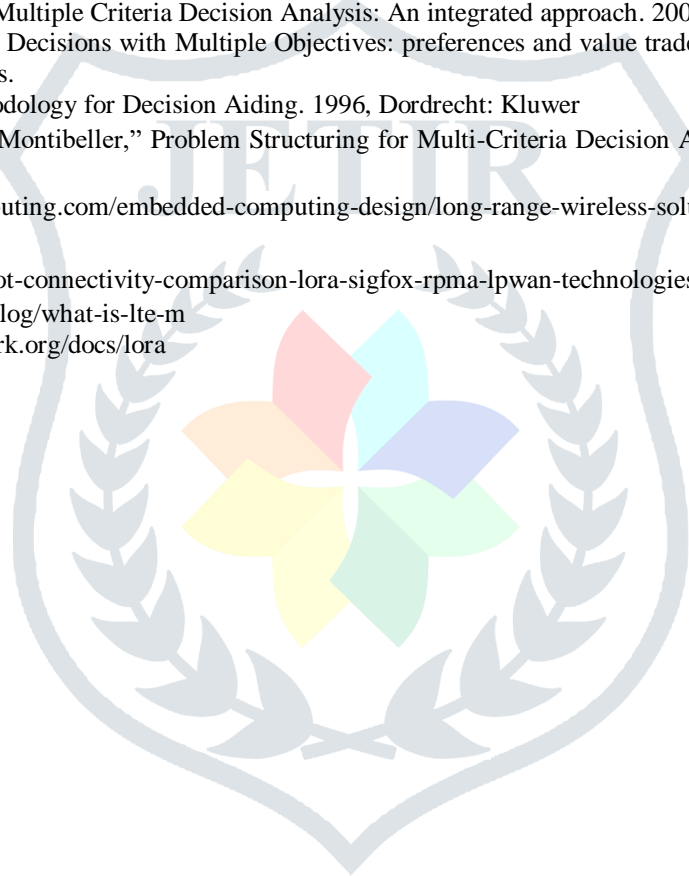 Multiple Criteria Decision Analysis: An integrated approach. 200
Decisions with Multiple Objectives: preferences and value trade
s.
odology for Decision Aiding. 1996, Dordrecht: Kluwer
Montibeller,” Problem Structuring for Multi-Criteria Decision A
JETIR
uting.com/embedded-computing-design/long-range-wireless-solu
ot-connectivity-comparison-lora-sigfox-rpma-lpwan-technologies
log/what-is-lte-m
rk.org/docs/lora